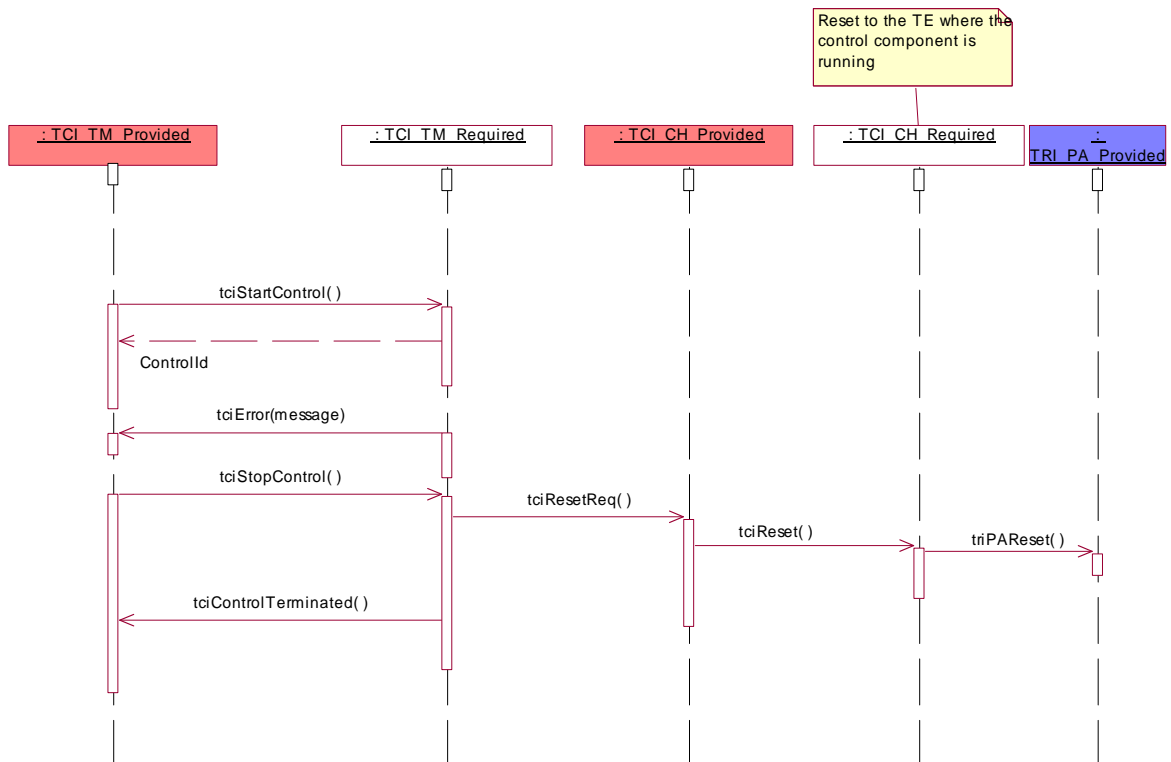 Reset to the TE where the
control component is
running
: TCI_TM_Provided
: TCI_TM_Required
: TCI_CH_Provided
: TCI_CH_Required
:
TRI_PA_Provided
tciStartControl( )
ControlId
tciError(message)
tciStopControl( )
tciResetReq( )
tciReset( )
triPAReset( )
tciControlTerminated( )